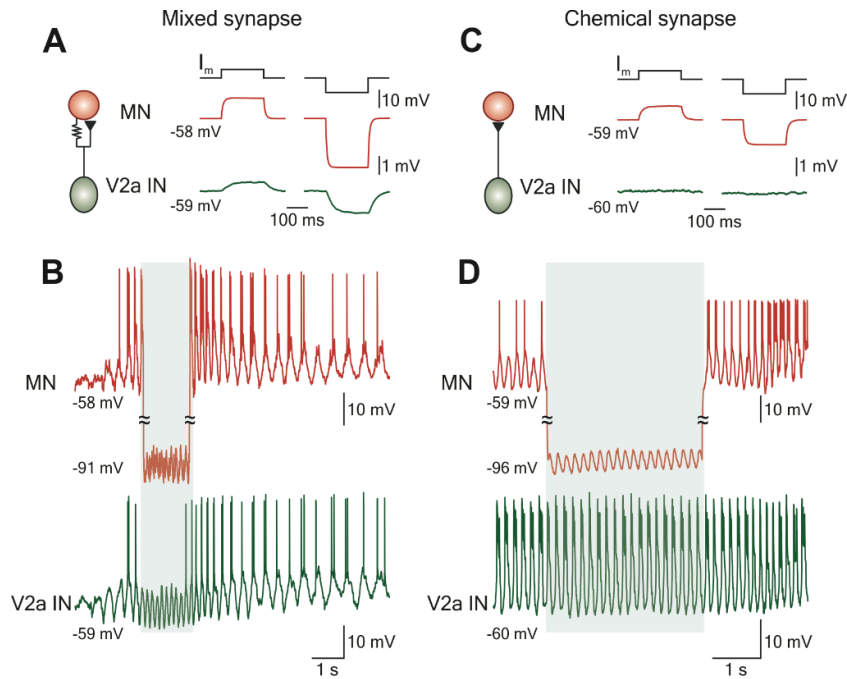 Mixed synapse
A
Im
10 mV
MN
-58 mV
1 mV
V2a IN
-59 mV
100 ms
Chemical synapse
C
Im
10 mV
MN
-59 mV
1 mV
V2a IN
-60 mV
100 ms
B
MN
-58 mV
10 mV
≈ ≈
-91 mV
V2a IN
-59 mV
10 mV
1 s
D
MN
-59 mV
10 mV
≈ ≈
-96 mV
V2a IN
-60 mV
10 mV
1 s